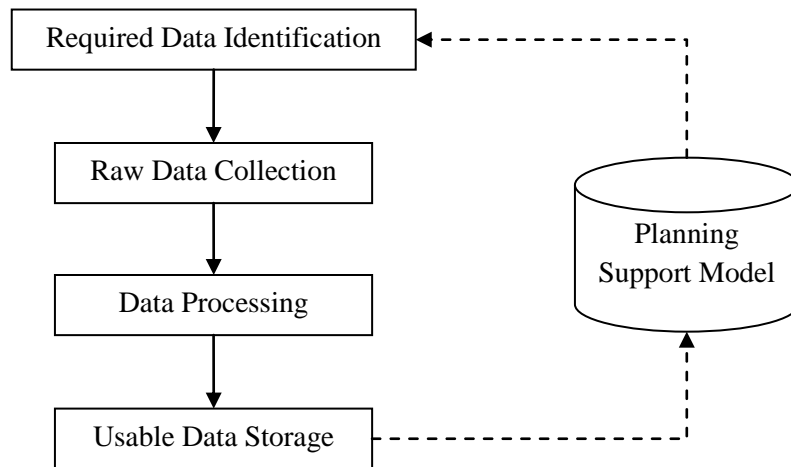 Required Data Identification
Raw Data Collection
Data Processing
Usable Data Storage
Planning
Support Model